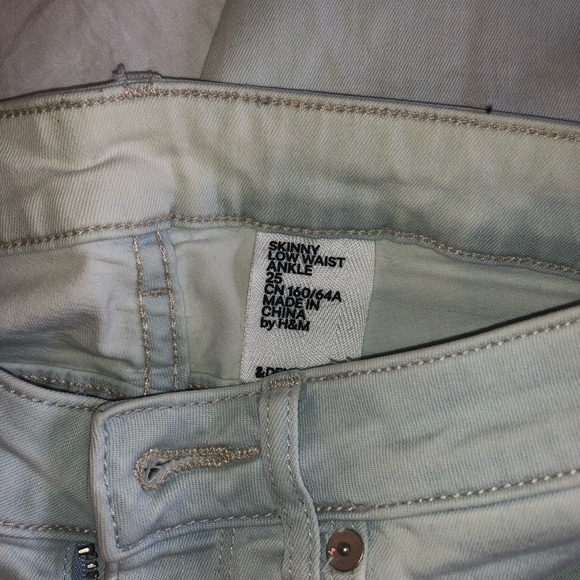 SKINNY
LOW WAIST
ANKLE
25
CN 160/64A
MADE IN
CHINA
by H&M